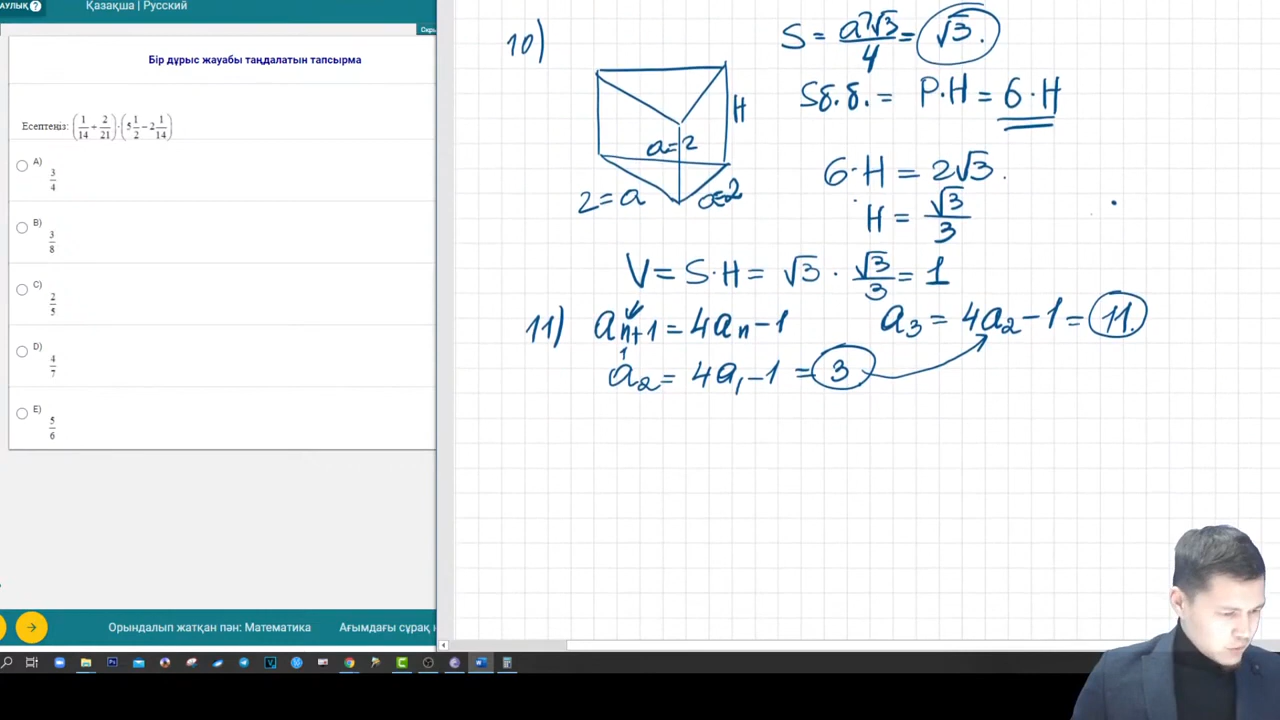 АУЛЫҚ ?
Қазақша | Русский
Бір дұрыс жауабы таңдалатын тапсырма
Есептеңіз: (1/14 + 2/21) · (5 1/2 − 2 1/14)
A) 3/4
B) 3/8
C) 2/5
D) 4/7
E) 5/6
Орындалып жатқан пән: Математика
Ағымдағы сұрақ
10)
S = a²√3/4 = √3.
Sб.б. = P·H = 6·H
H
a=2
2=a
a=2
6·H = 2√3.
H = √3/3
V = S·H = √3 · √3/3 = 1
11) aₙ₊₁ = 4aₙ−1
a₃ = 4a₂−1 = 11.
1
a₂ = 4a₁−1 = 3